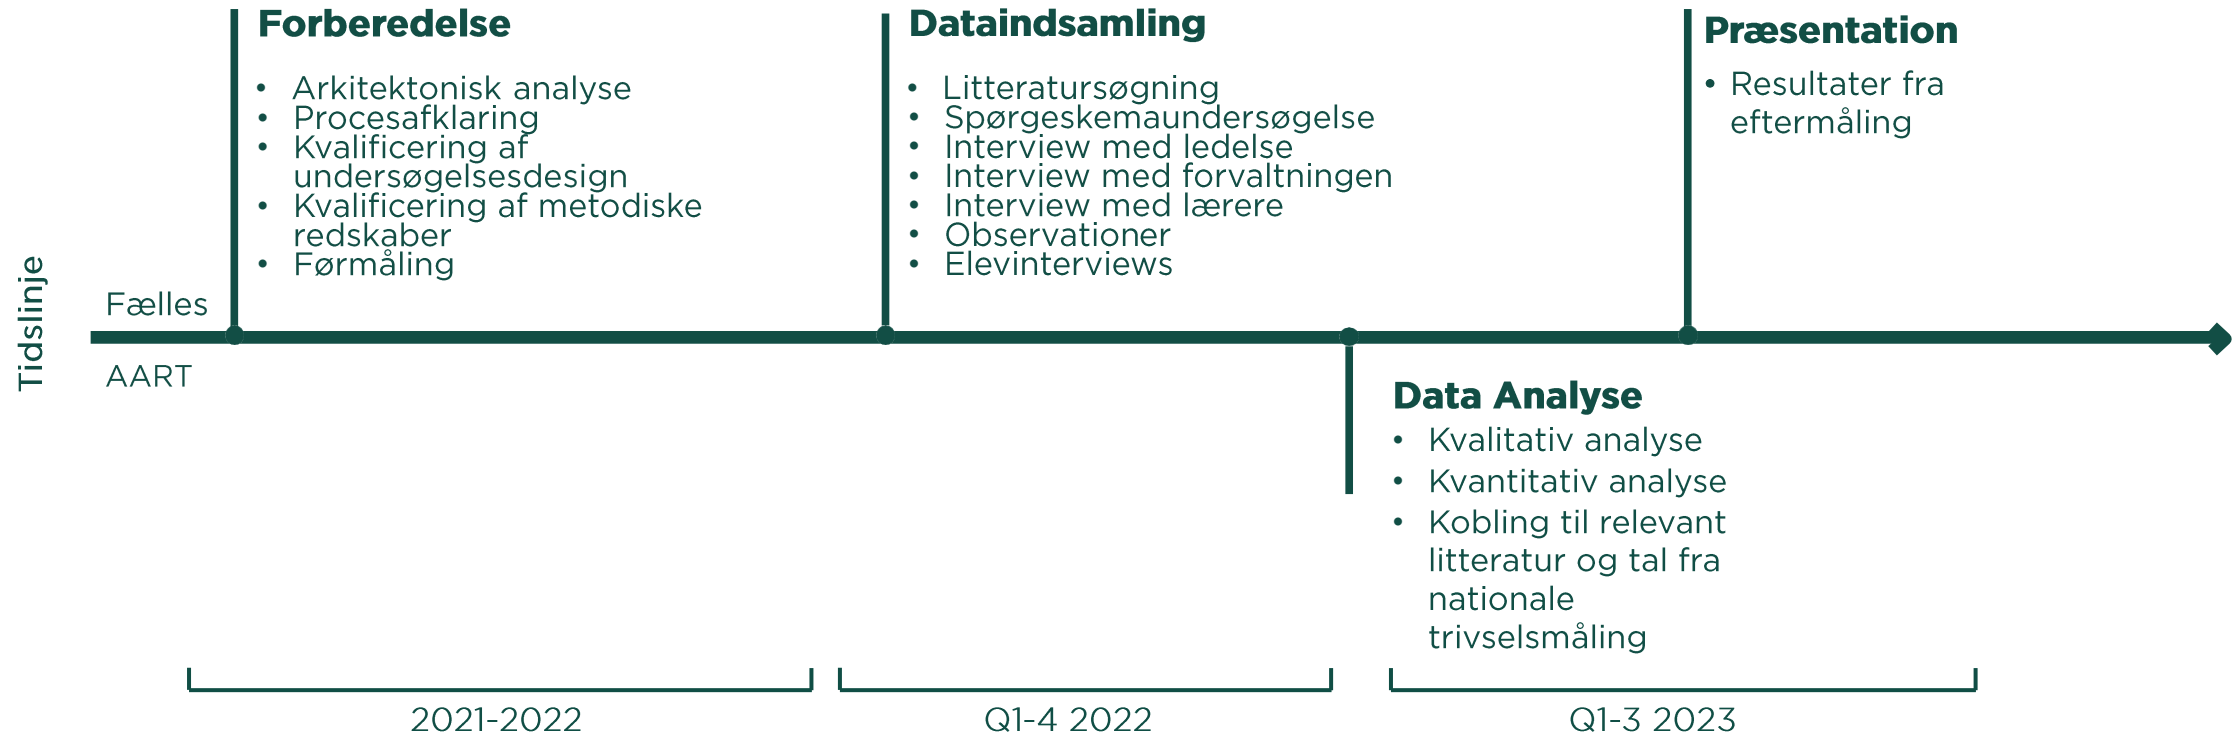 Tidslinje
Fælles
AART
Forberedelse
• Arkitektonisk analyse
• Procesafklaring
• Kvalificering af
undersøgelsesdesign
• Kvalificering af metodiske
redskaber
• Førmåling
Dataindsamling
• Litteratursøgning
• Spørgeskemaundersøgelse
• Interview med ledelse
• Interview med forvaltningen
• Interview med lærere
• Observationer
• Elevinterviews
Præsentation
• Resultater fra
eftermåling
Data Analyse
• Kvalitativ analyse
• Kvantitativ analyse
• Kobling til relevant
litteratur og tal fra
nationale
trivselsmåling
2021-2022
Q1-4 2022
Q1-3 2023